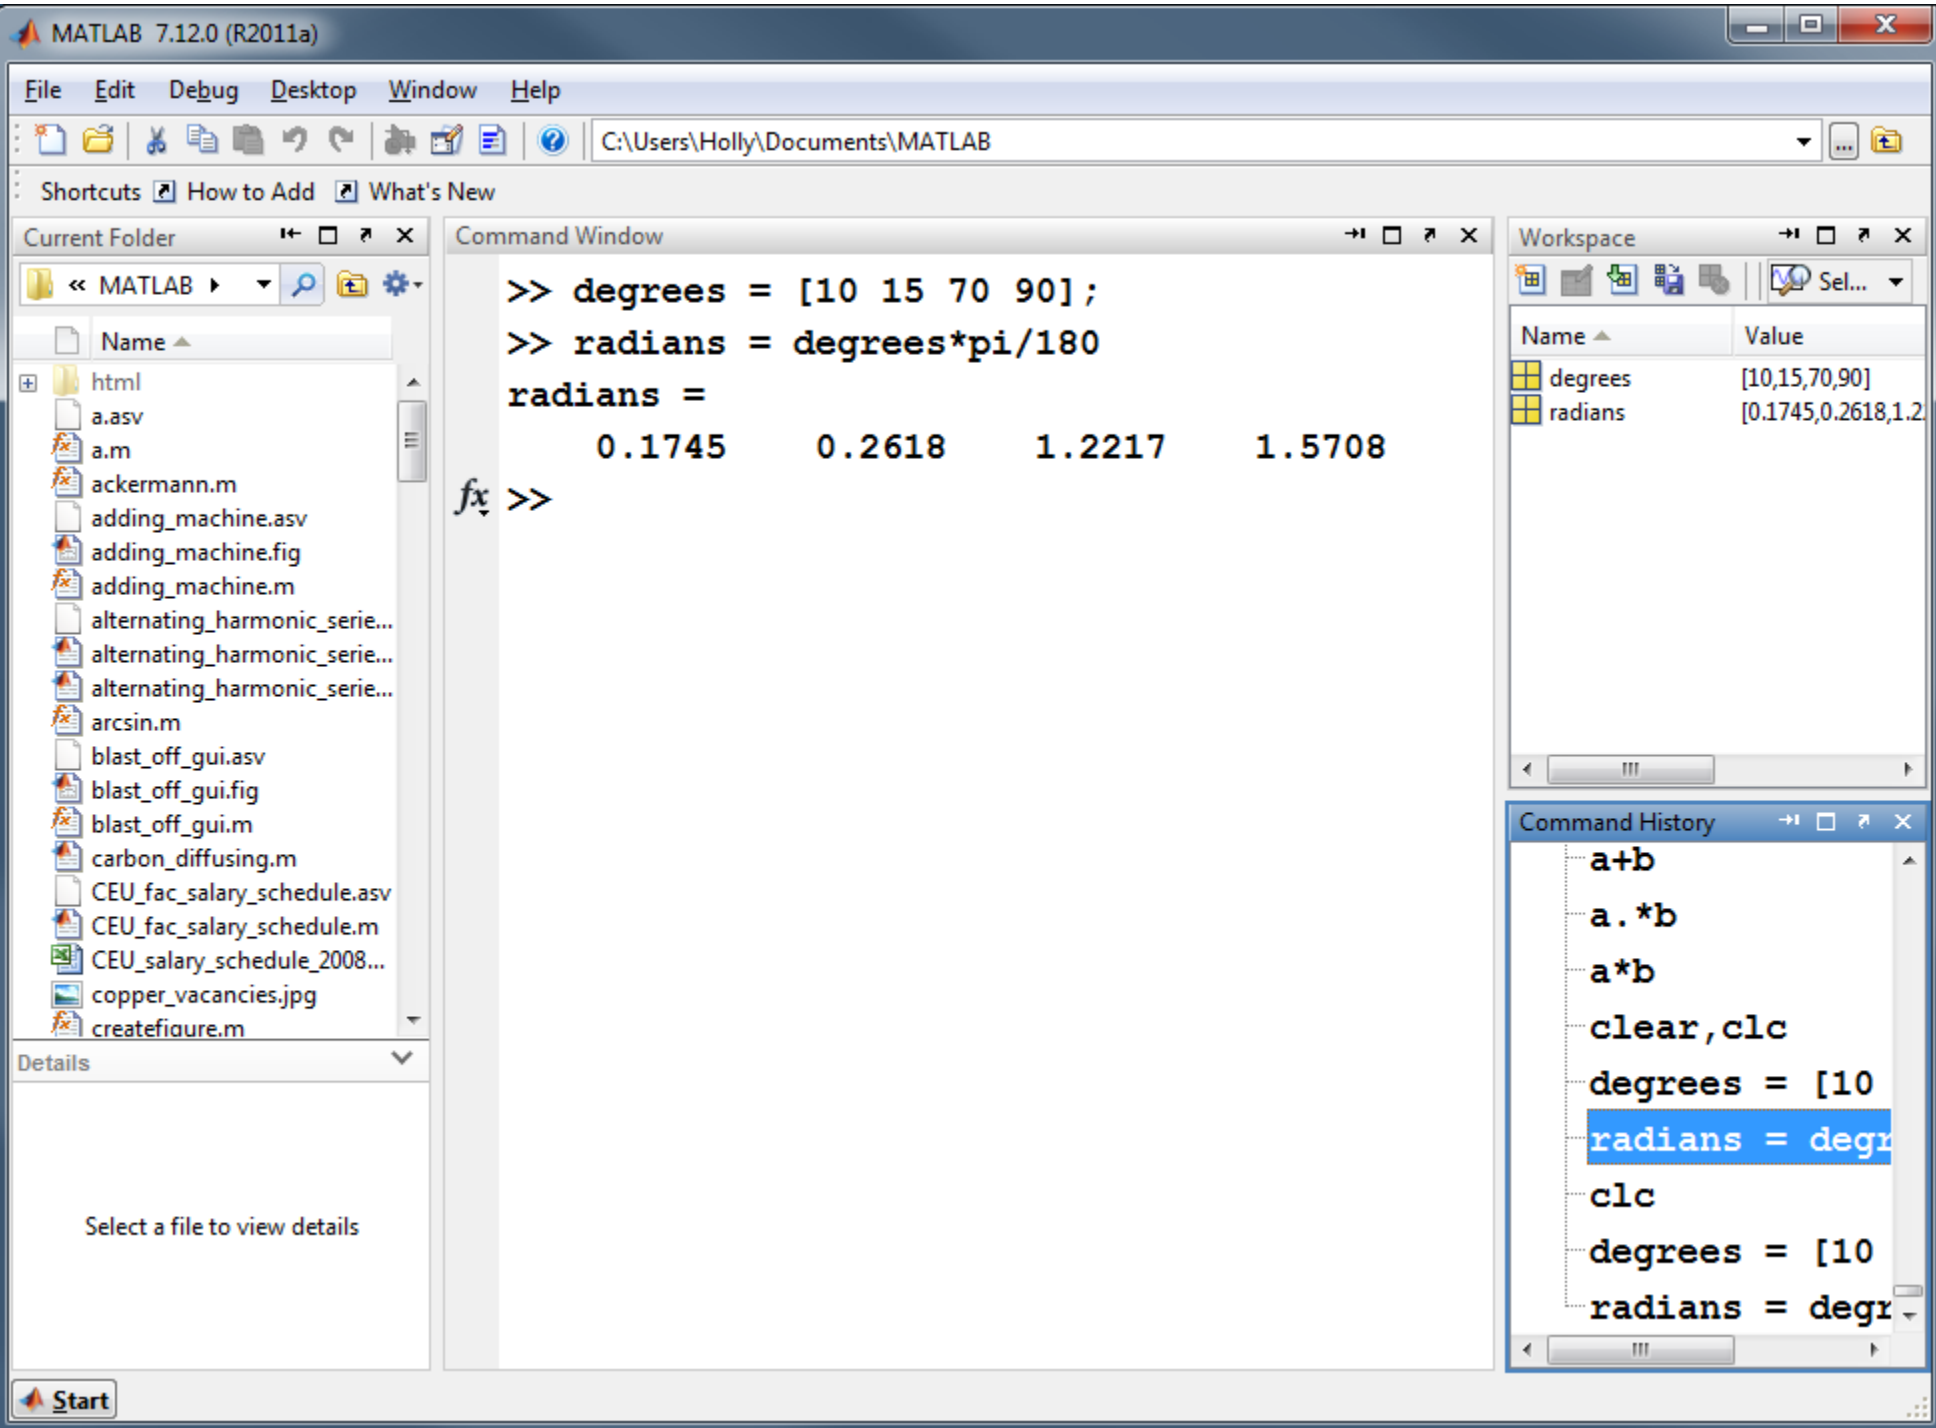 MATLAB 7.12.0 (R2011a)
File Edit Debug Desktop Window Help
C:\Users\Holly\Documents\MATLAB
Shortcuts How to Add What's New
Current Folder
« MATLAB
Name
html
a.asv
a.m
ackermann.m
adding_machine.asv
adding_machine.fig
adding_machine.m
alternating_harmonic_serie...
alternating_harmonic_serie...
alternating_harmonic_serie...
arcsin.m
blast_off_gui.asv
blast_off_gui.fig
blast_off_gui.m
carbon_diffusing.m
CEU_fac_salary_schedule.asv
CEU_fac_salary_schedule.m
CEU_salary_schedule_2008...
copper_vacancies.jpg
createfigure.m
Details
Select a file to view details
Command Window
>> degrees = [10 15 70 90];
>> radians = degrees*pi/180
radians =
0.1745 0.2618 1.2217 1.5708
fx >>
Workspace
Sel...
Name Value
degrees [10,15,70,90]
radians [0.1745,0.2618,1.2
Command History
a+b
a.*b
a*b
clear,clc
degrees = [10
radians = degr
clc
degrees = [10
radians = degr
Start